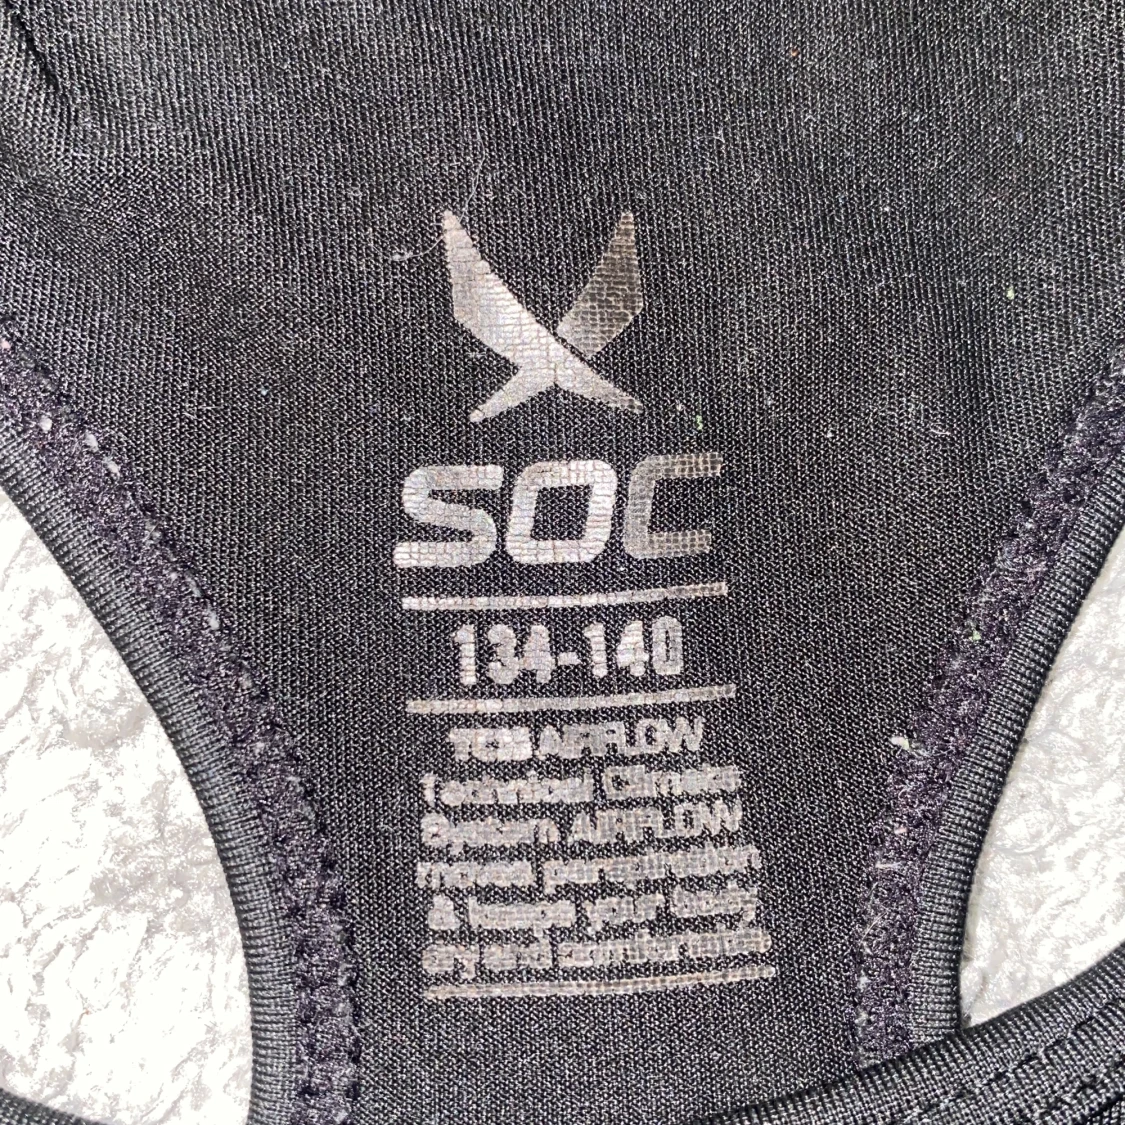 SOC
134-140
TCS AIRFLOW
Technical Climate
System AIRFLOW
moves perspiration
& keeps your body
dry and comfortable